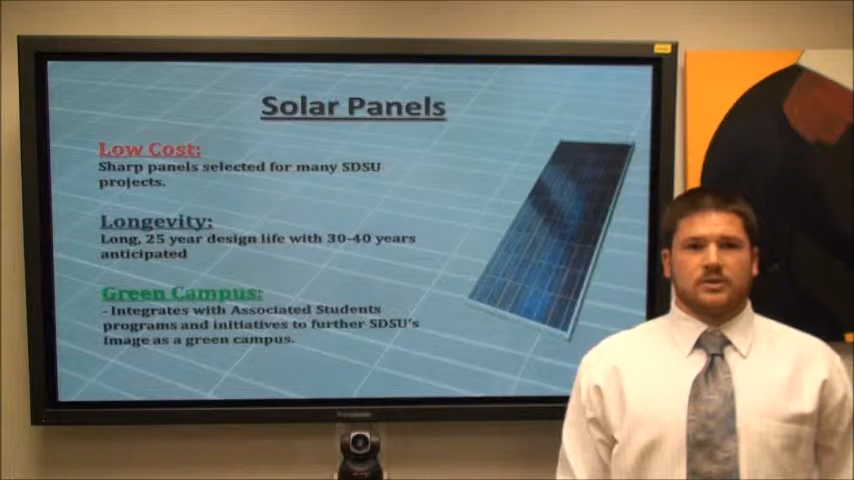 Solar Panels
Low Cost:
Sharp panels selected for many SDSU
projects.
Longevity:
Long, 25 year design life with 30-40 years
anticipated
Green Campus:
- Integrates with Associated Students
programs and initiatives to further SDSU's
image as a green campus.
Panasonic